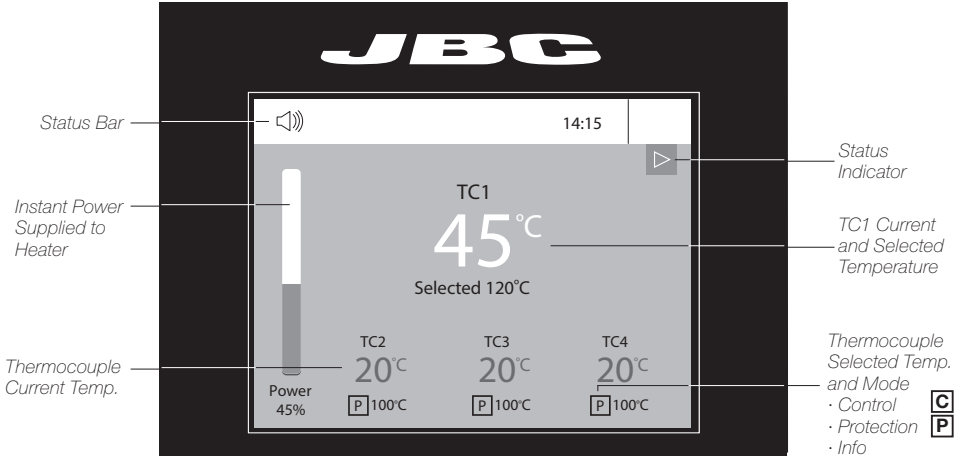 JBC
Status Bar
14:15
Status
Indicator
Instant Power
Supplied to
Heater
TC1
45°C
Selected 120°C
TC1 Current
and Selected
Temperature
Thermocouple
Current Temp.
Power
45%
TC2
20°C
P 100°C
TC3
20°C
P 100°C
TC4
20°C
P 100°C
Thermocouple
Selected Temp.
and Mode
· Control C
· Protection P
· Info